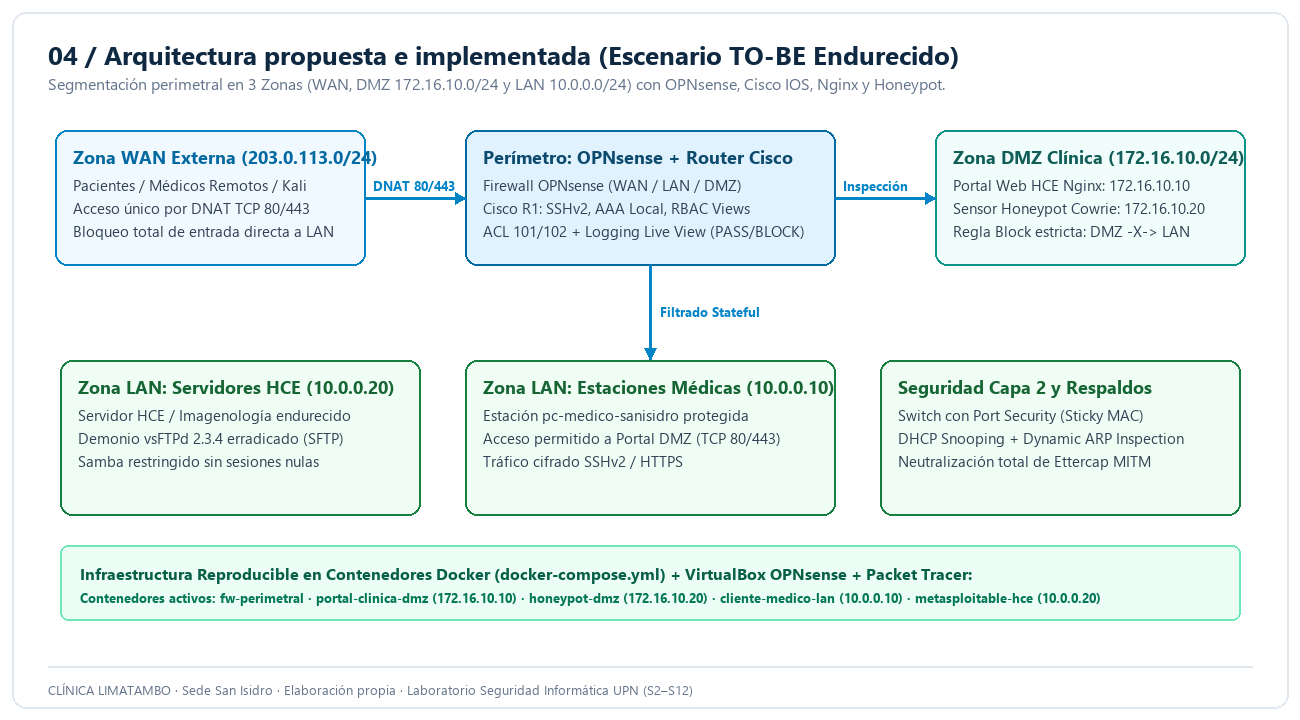 04 / Arquitectura propuesta e implementada (Escenario TO-BE Endurecido)
Segmentación perimetral en 3 Zonas (WAN, DMZ 172.16.10.0/24 y LAN 10.0.0.0/24) con OPNsense, Cisco IOS, Nginx y Honeypot.
Zona WAN Externa (203.0.113.0/24)
Pacientes / Médicos Remotos / Kali
Acceso único por DNAT TCP 80/443
Bloqueo total de entrada directa a LAN
DNAT 80/443
Perímetro: OPNsense + Router Cisco
Firewall OPNsense (WAN / LAN / DMZ)
Cisco R1: SSHv2, AAA Local, RBAC Views
ACL 101/102 + Logging Live View (PASS/BLOCK)
Inspección
Zona DMZ Clínica (172.16.10.0/24)
Portal Web HCE Nginx: 172.16.10.10
Sensor Honeypot Cowrie: 172.16.10.20
Regla Block estricta: DMZ -X-> LAN
Filtrado Stateful
Zona LAN: Servidores HCE (10.0.0.20)
Servidor HCE / Imagenología endurecido
Demonio vsFTPd 2.3.4 erradicado (SFTP)
Samba restringido sin sesiones nulas
Zona LAN: Estaciones Médicas (10.0.0.10)
Estación pc-medico-sanisidro protegida
Acceso permitido a Portal DMZ (TCP 80/443)
Tráfico cifrado SSHv2 / HTTPS
Seguridad Capa 2 y Respaldos
Switch con Port Security (Sticky MAC)
DHCP Snooping + Dynamic ARP Inspection
Neutralización total de Ettercap MITM
Infraestructura Reproducible en Contenedores Docker (docker-compose.yml) + VirtualBox OPNsense + Packet Tracer:
Contenedores activos: fw-perimetral · portal-clinica-dmz (172.16.10.10) · honeypot-dmz (172.16.10.20) · cliente-medico-lan (10.0.0.10) · metasploitable-hce (10.0.0.20)
CLÍNICA LIMATAMBO · Sede San Isidro · Elaboración propia · Laboratorio Seguridad Informática UPN (S2–S12)